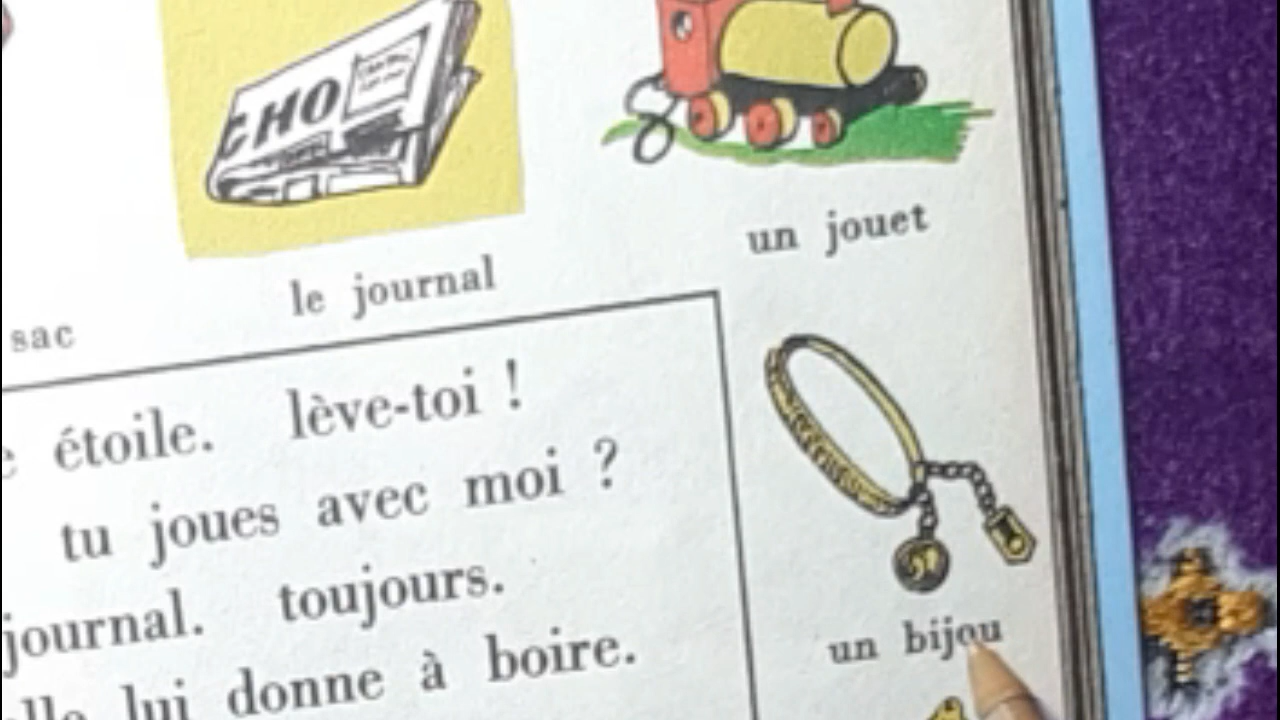 HO
un jouet
le journal
sac
étoile. lève-toi !
tu joues avec moi ?
journal. toujours.
lui donne à boire.
un bijou